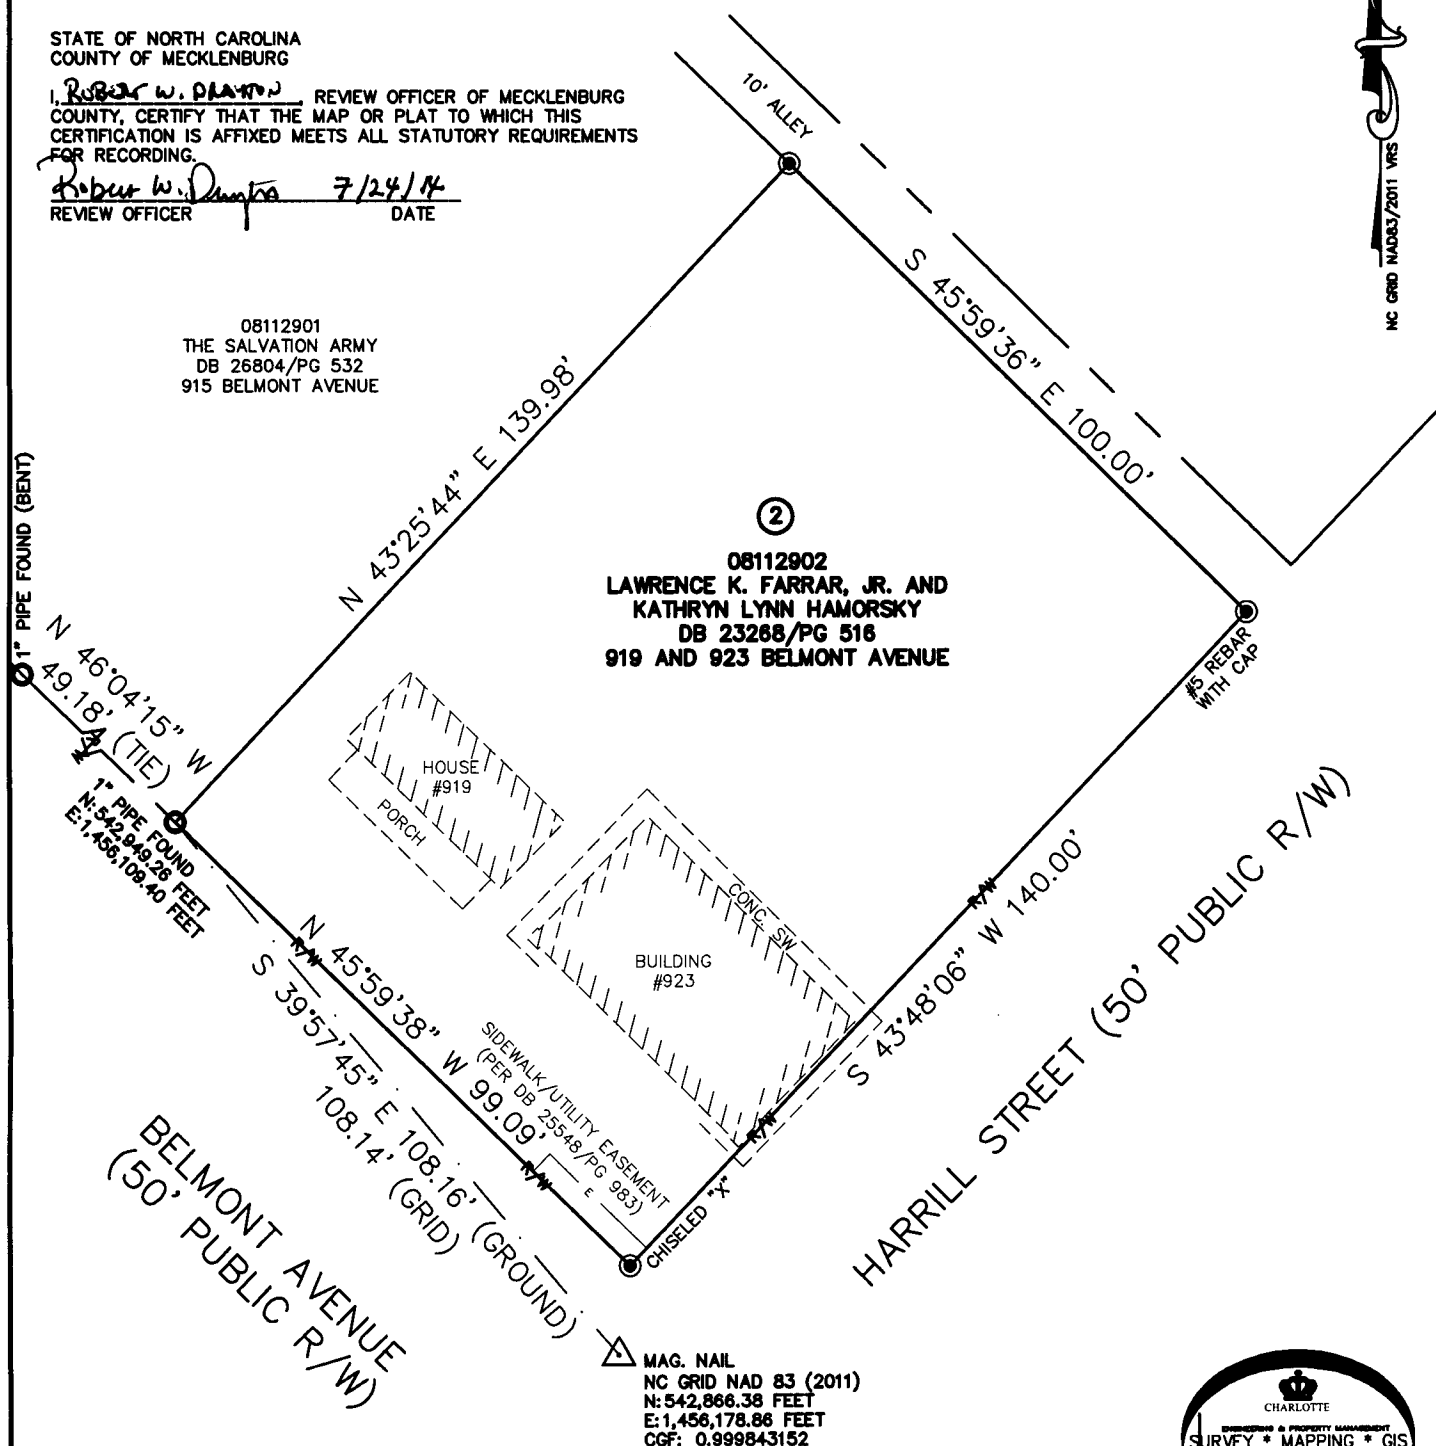 STATE OF NORTH CAROLINA
COUNTY OF MECKLENBURG
I, ROBERT W. DRAYTON, REVIEW OFFICER OF MECKLENBURG
COUNTY, CERTIFY THAT THE MAP OR PLAT TO WHICH THIS
CERTIFICATION IS AFFIXED MEETS ALL STATUTORY REQUIREMENTS
FOR RECORDING.
Robert W. Drayton 7/24/14
REVIEW OFFICER DATE
10' ALLEY
NC GRID NAD83/2011 VRS
08112901
THE SALVATION ARMY
DB 26804/PG 532
915 BELMONT AVENUE
N 43°25'44" E 139.98'
S 45°59'36" E 100.00'
1" PIPE FOUND (BENT)
N 46°04'15" W
49.18' (TIE)
1" PIPE FOUND
N: 542,949.26 FEET
E: 1,456,109.40 FEET
2
08112902
LAWRENCE K. FARRAR, JR. AND
KATHRYN LYNN HAMORSKY
DB 23268/PG 516
919 AND 923 BELMONT AVENUE
#5 REBAR
WITH CAP
HOUSE
#919
PORCH
CONC. SW
BUILDING
#923
R/W
S 43°48'06" W 140.00'
R/W
HARRILL STREET (50' PUBLIC R/W)
R/W
N 45°59'38" W 99.09'
R/W
SIDEWALK/UTILITY EASEMENT
(PER DB 25548/PG 983)
E
CHISELED "X"
S 39°57'45" E 108.16' (GROUND)
108.14' (GRID)
BELMONT AVENUE
(50' PUBLIC R/W)
MAG. NAIL
NC GRID NAD 83 (2011)
N: 542,866.38 FEET
E: 1,456,178.86 FEET
CGF: 0.999843152
CHARLOTTE
ENGINEERING & PROPERTY MANAGEMENT
SURVEY * MAPPING * GIS